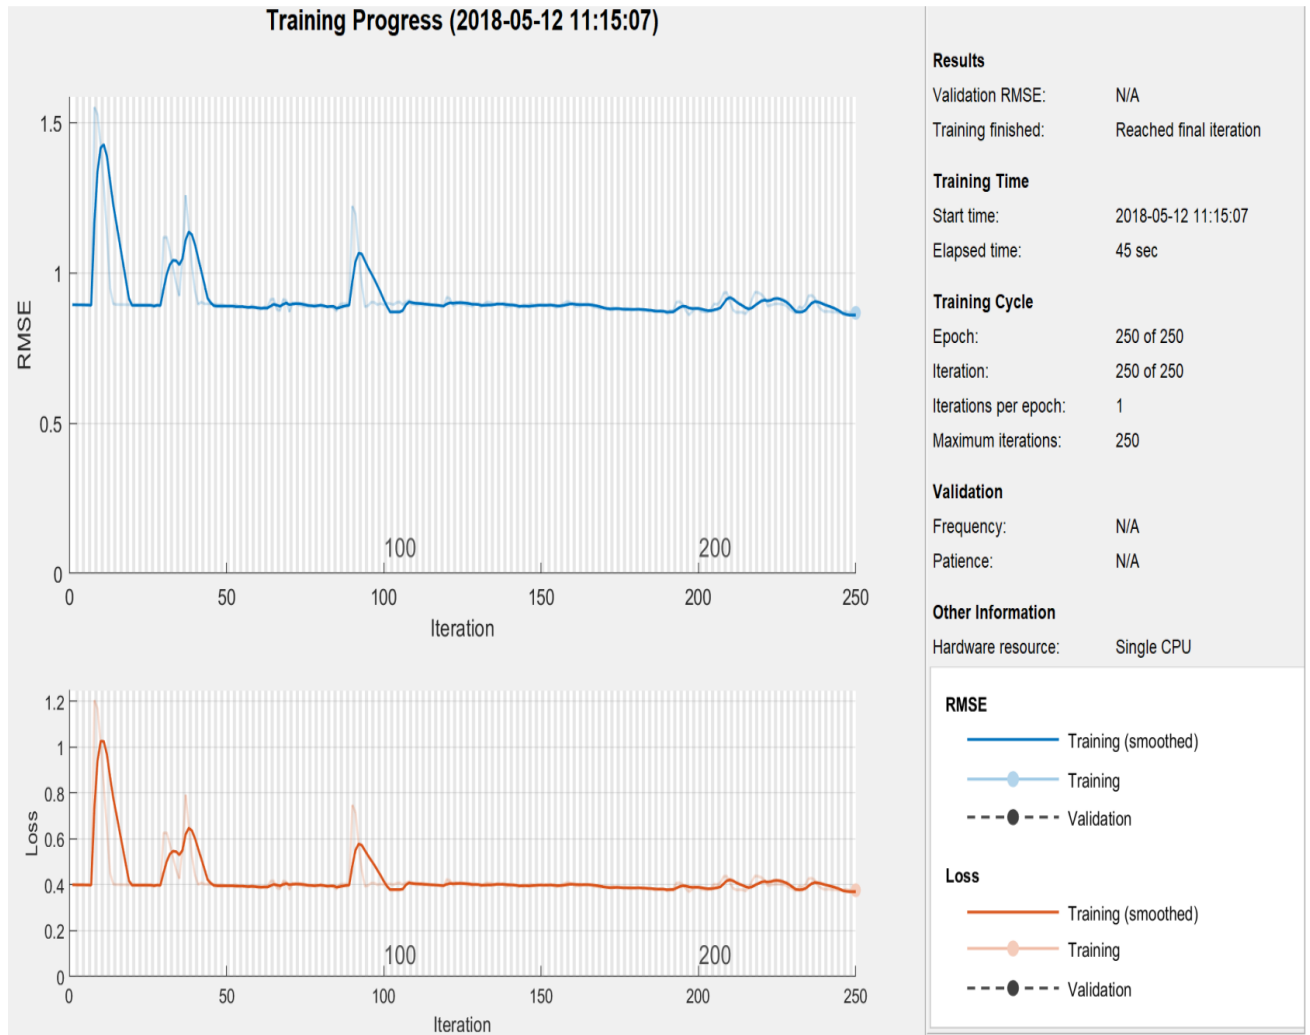 Training Progress (2018-05-12 11:15:07)
1.5
1
0.5
0
RMSE
100
200
0 50 100 150 200 250
Iteration
1.2
1
0.8
0.6
0.4
0.2
0
Loss
100
200
0 50 100 150 200 250
Iteration
Results
Validation RMSE: N/A
Training finished: Reached final iteration
Training Time
Start time: 2018-05-12 11:15:07
Elapsed time: 45 sec
Training Cycle
Epoch: 250 of 250
Iteration: 250 of 250
Iterations per epoch: 1
Maximum iterations: 250
Validation
Frequency: N/A
Patience: N/A
Other Information
Hardware resource: Single CPU
RMSE
Training (smoothed)
Training
Validation
Loss
Training (smoothed)
Training
Validation